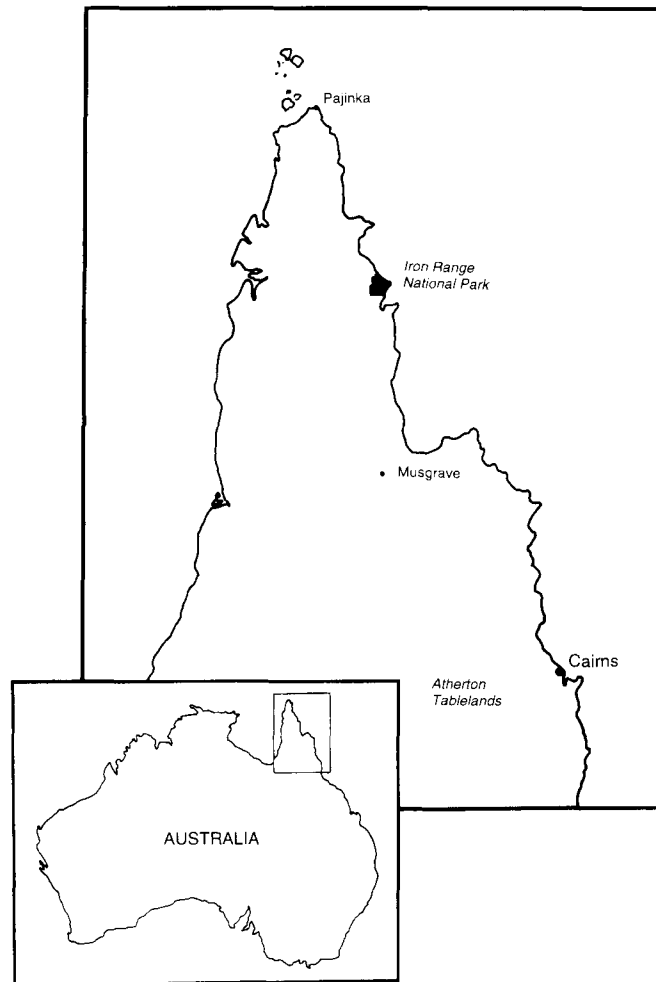 Pajinka
Iron Range
National Park
Musgrave
Cairns
Atherton
Tablelands
AUSTRALIA